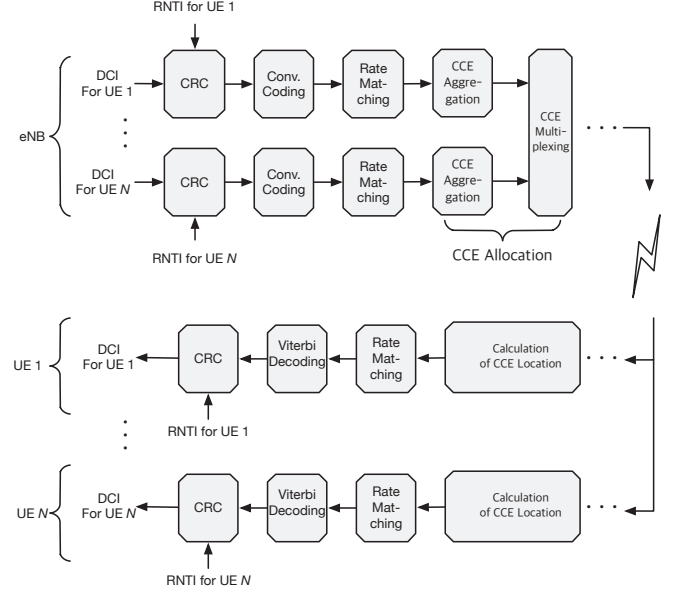 RNTI for UE 1
DCI
For UE 1
CRC
Conv.
Coding
Rate
Mat-
ching
CCE
Aggre-
gation
CCE
Multi-
plexing
eNB
DCI
For UE N
CRC
Conv.
Coding
Rate
Mat-
ching
CCE
Aggre-
gation
RNTI for UE N
CCE Allocation
UE 1
DCI
For UE 1
CRC
Viterbi
Decoding
Rate
Mat-
ching
Calculation
of CCE Location
RNTI for UE 1
UE N
DCI
For UE N
CRC
Viterbi
Decoding
Rate
Mat-
ching
Calculation
of CCE Location
RNTI for UE N